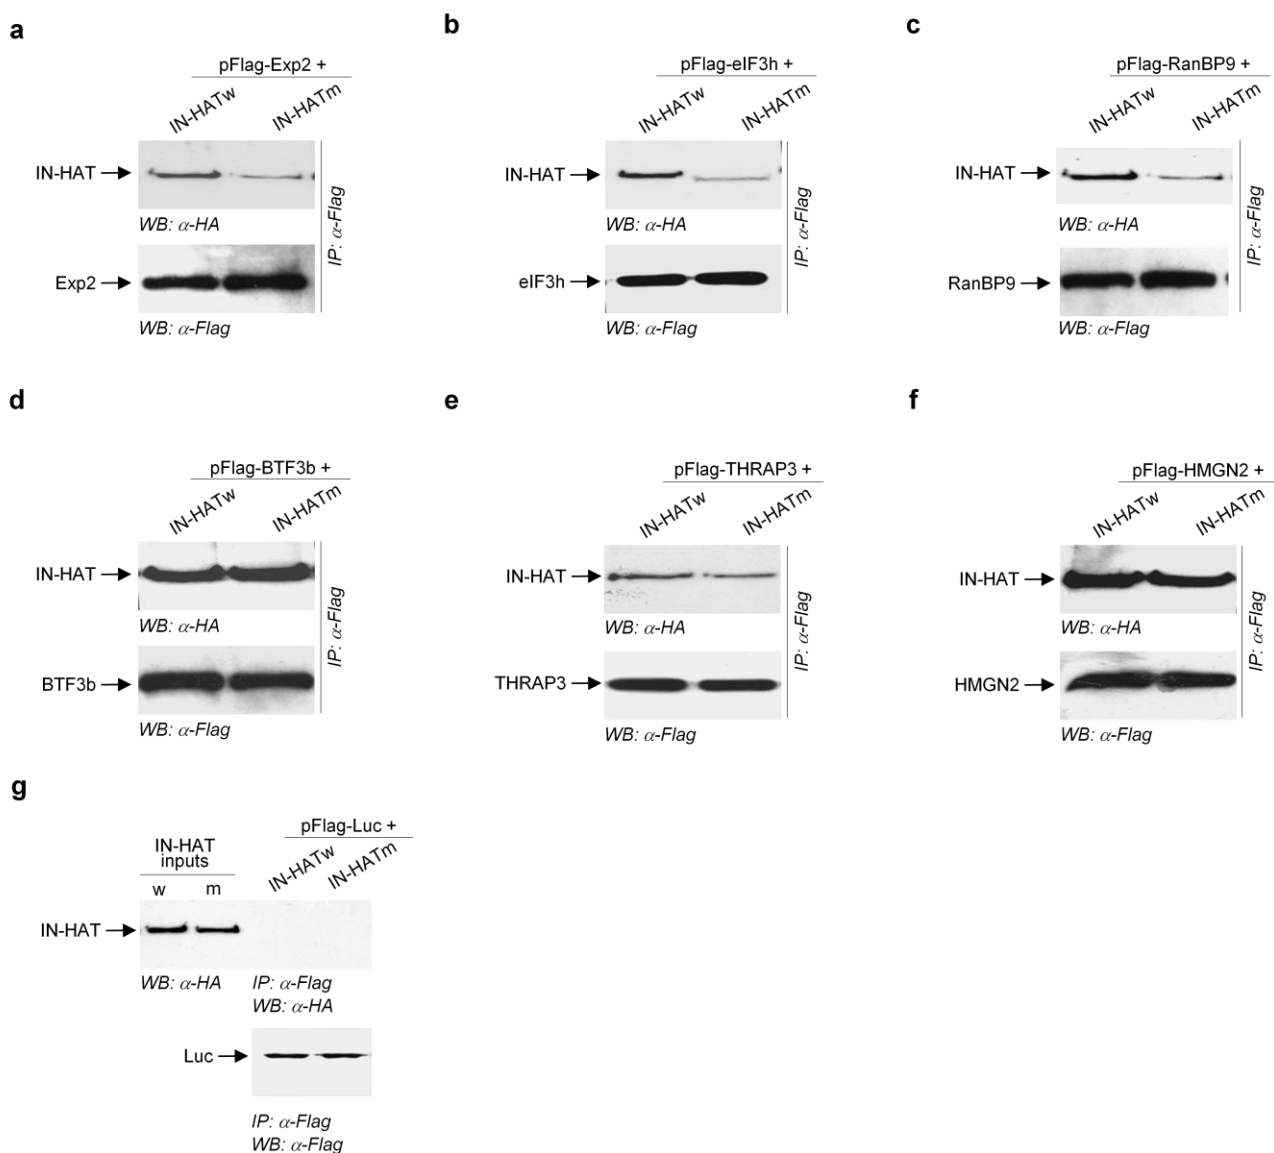 a
pFlag-Exp2 +
IN-HATw
IN-HATm
IN-HAT
WB: α-HA
Exp2
WB: α-Flag
IP: α-Flag
b
pFlag-eIF3h +
IN-HATw
IN-HATm
IN-HAT
WB: α-HA
eIF3h
WB: α-Flag
IP: α-Flag
c
pFlag-RanBP9 +
IN-HATw
IN-HATm
IN-HAT
WB: α-HA
RanBP9
WB: α-Flag
IP: α-Flag
d
pFlag-BTF3b +
IN-HATw
IN-HATm
IN-HAT
WB: α-HA
BTF3b
WB: α-Flag
IP: α-Flag
e
pFlag-THRAP3 +
IN-HATw
IN-HATm
IN-HAT
WB: α-HA
THRAP3
WB: α-Flag
IP: α-Flag
f
pFlag-HMGN2 +
IN-HATw
IN-HATm
IN-HAT
WB: α-HA
HMGN2
WB: α-Flag
IP: α-Flag
g
IN-HAT
inputs
w m
pFlag-Luc +
IN-HATw
IN-HATm
IN-HAT
WB: α-HA
IP: α-Flag
WB: α-HA
Luc
IP: α-Flag
WB: α-Flag